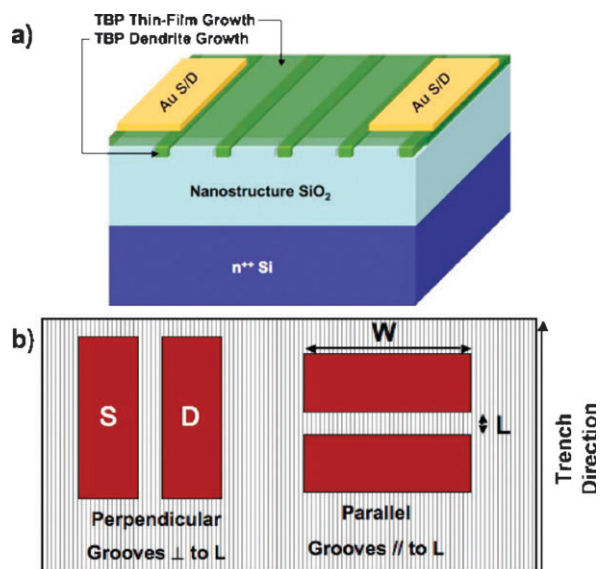 TBP Thin-Film Growth
a)
TBP Dendrite Growth
Au S/D
Au S/D
Nanostructure SiO₂
n⁺⁺ Si
b)
W
S
D
L
Trench
Direction
Perpendicular
Grooves ⊥ to L
Parallel
Grooves // to L